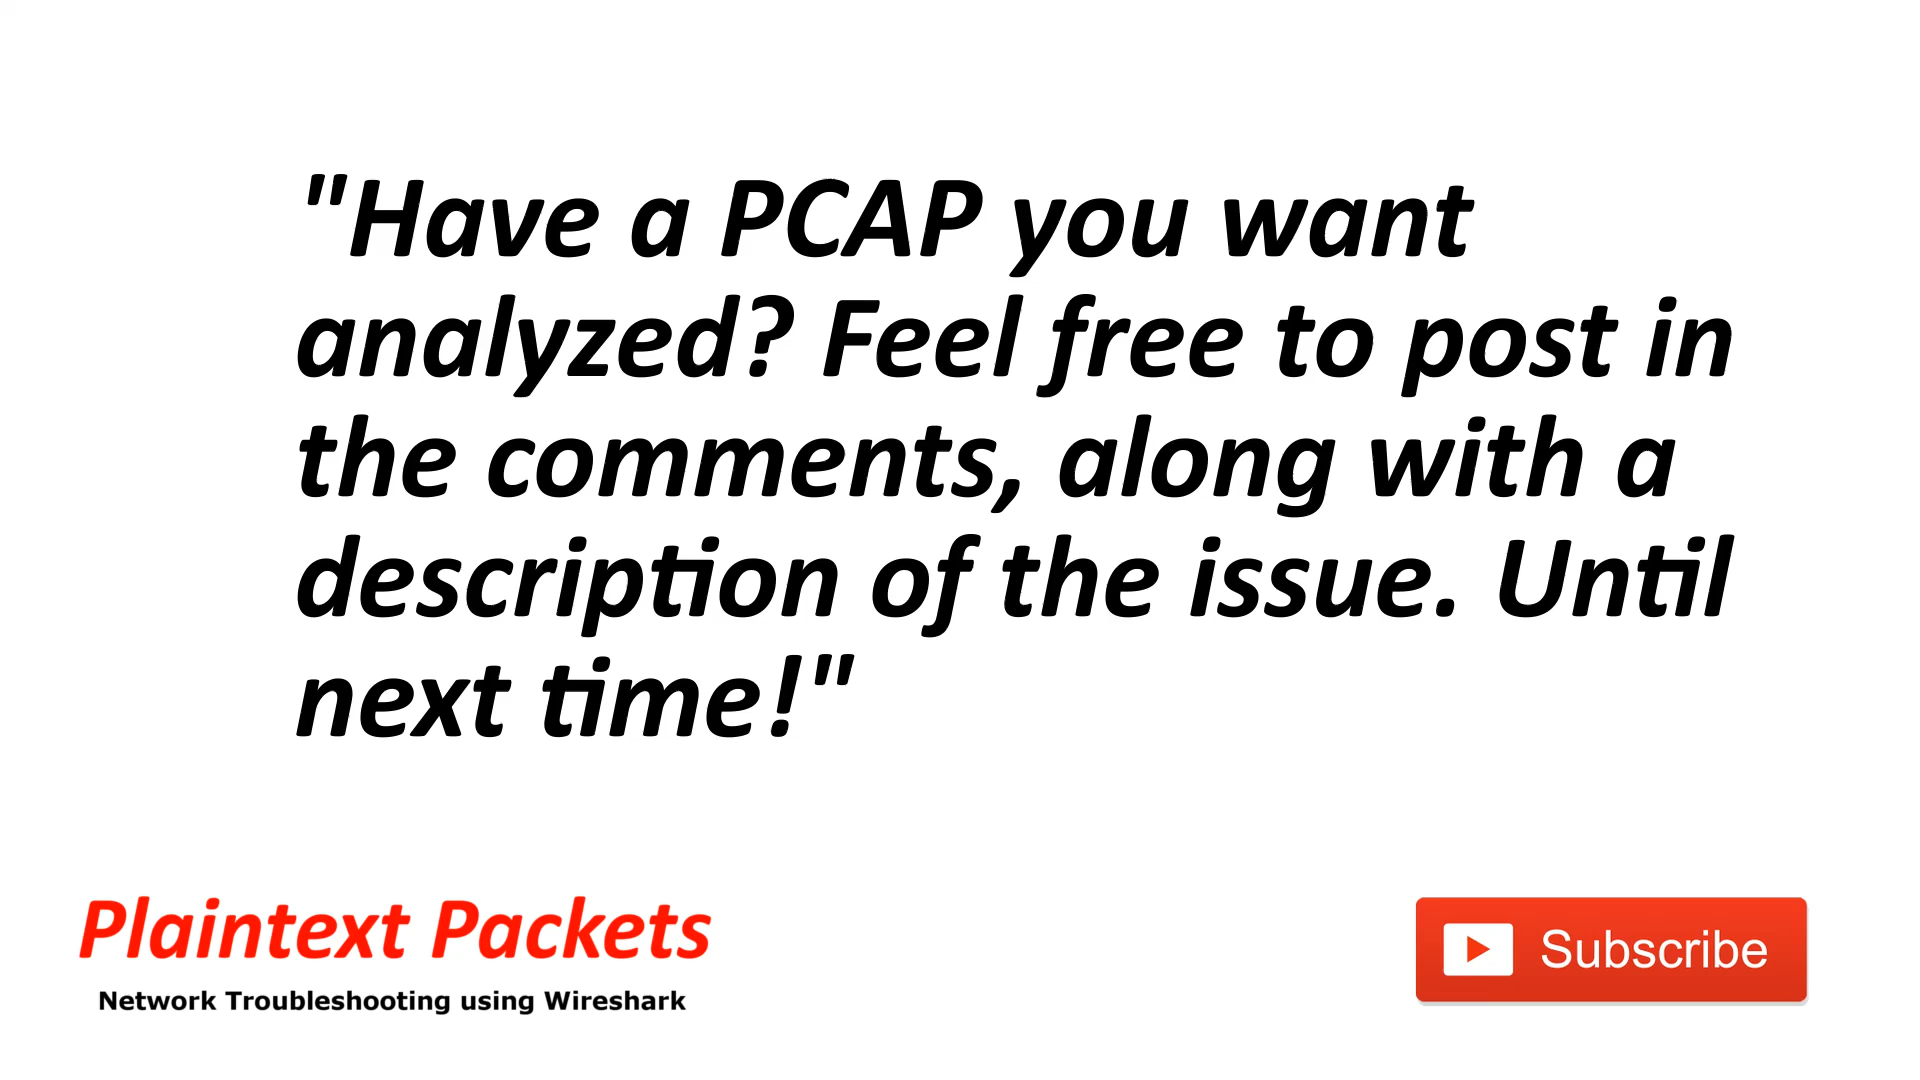 "Have a PCAP you want
analyzed? Feel free to post in
the comments, along with a
description of the issue. Until
next time!"
Plaintext Packets
Network Troubleshooting using Wireshark
Subscribe